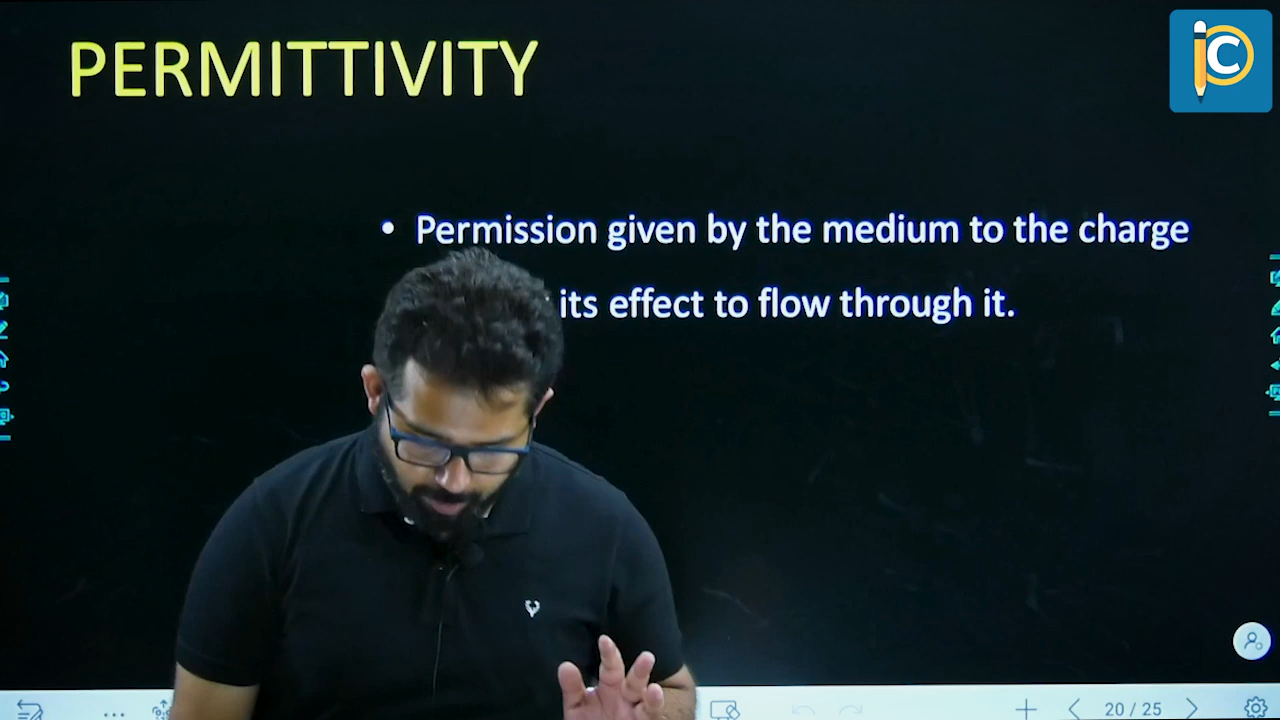 PERMITTIVITY
• Permission given by the medium to the charge
its effect to flow through it.
20 / 25